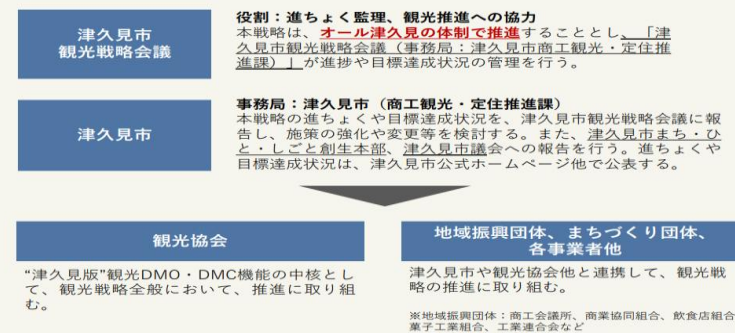 津久見市
観光戦略会議
役割：進ちょく監理、観光推進への協力
本戦略は、オール津久見の体制で推進することとし、「津
久見市観光戦略会議（事務局：津久見市商工観光・定住推
進課）」が進捗や目標達成状況の管理を行う。
津久見市
事務局：津久見市（商工観光・定住推進課）
本戦略の進ちょくや目標達成状況を、津久見市観光戦略会議に報
告し、施策の強化や変更等を検討する。また、津久見市まち・ひ
と・しごと創生本部、津久見市議会への報告を行う。進ちょくや
目標達成状況は、津久見市公式ホームページ他で公表する。
観光協会
“津久見版”観光DMO・DMC機能の中核とし
て、観光戦略全般において、推進に取り組
む。
地域振興団体、まちづくり団体、
各事業者他
津久見市や観光協会他と連携して、観光戦
略の推進に取り組む。
※地域振興団体：商工会議所、商業協同組合、飲食店組合
菓子工業組合、工業連合会など